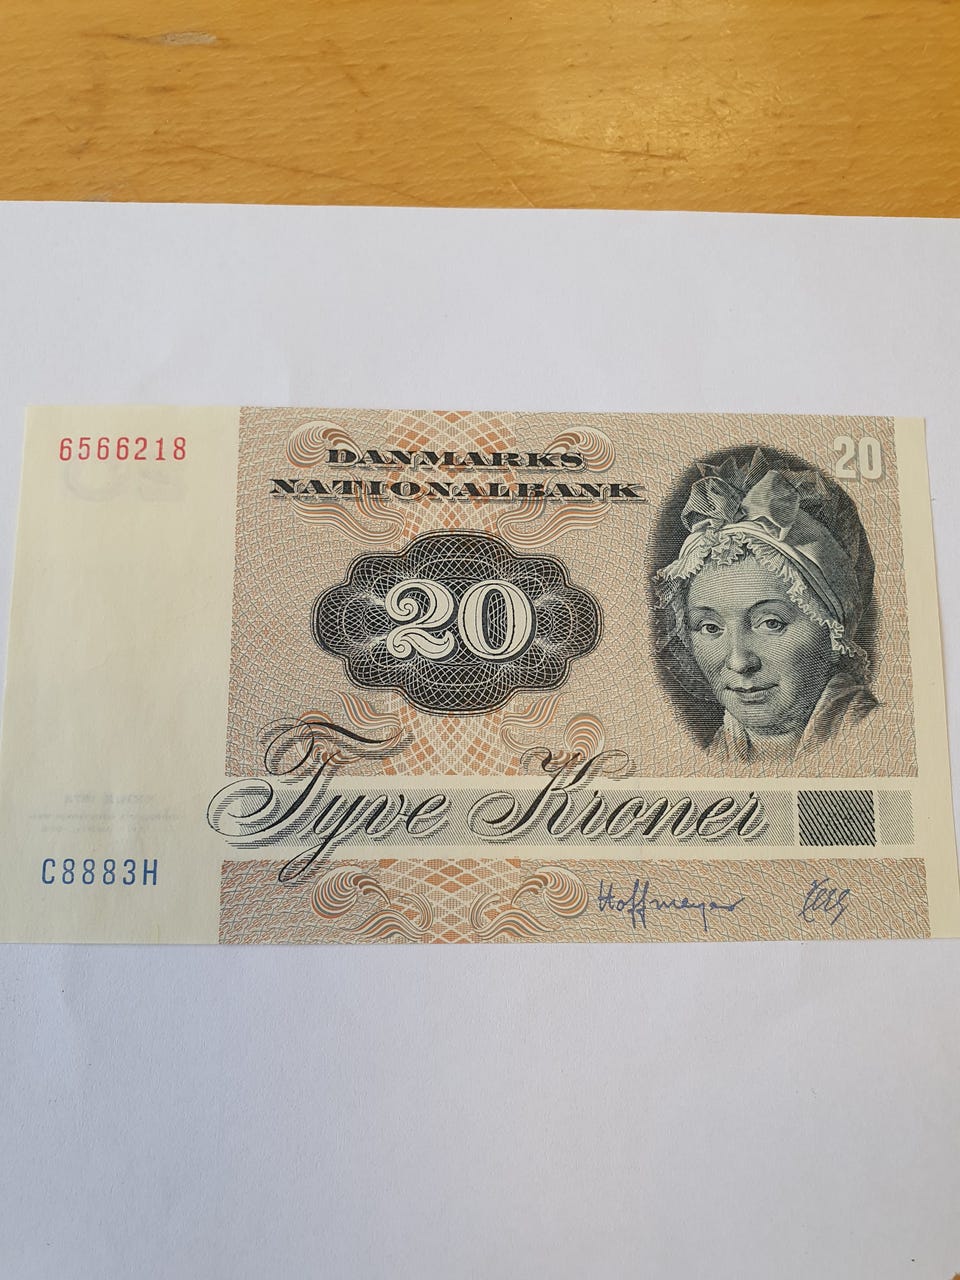 6566218
DANMARKS
NATIONALBANK
20
20
Tyve Kroner
C8883H
Hoffmeyer